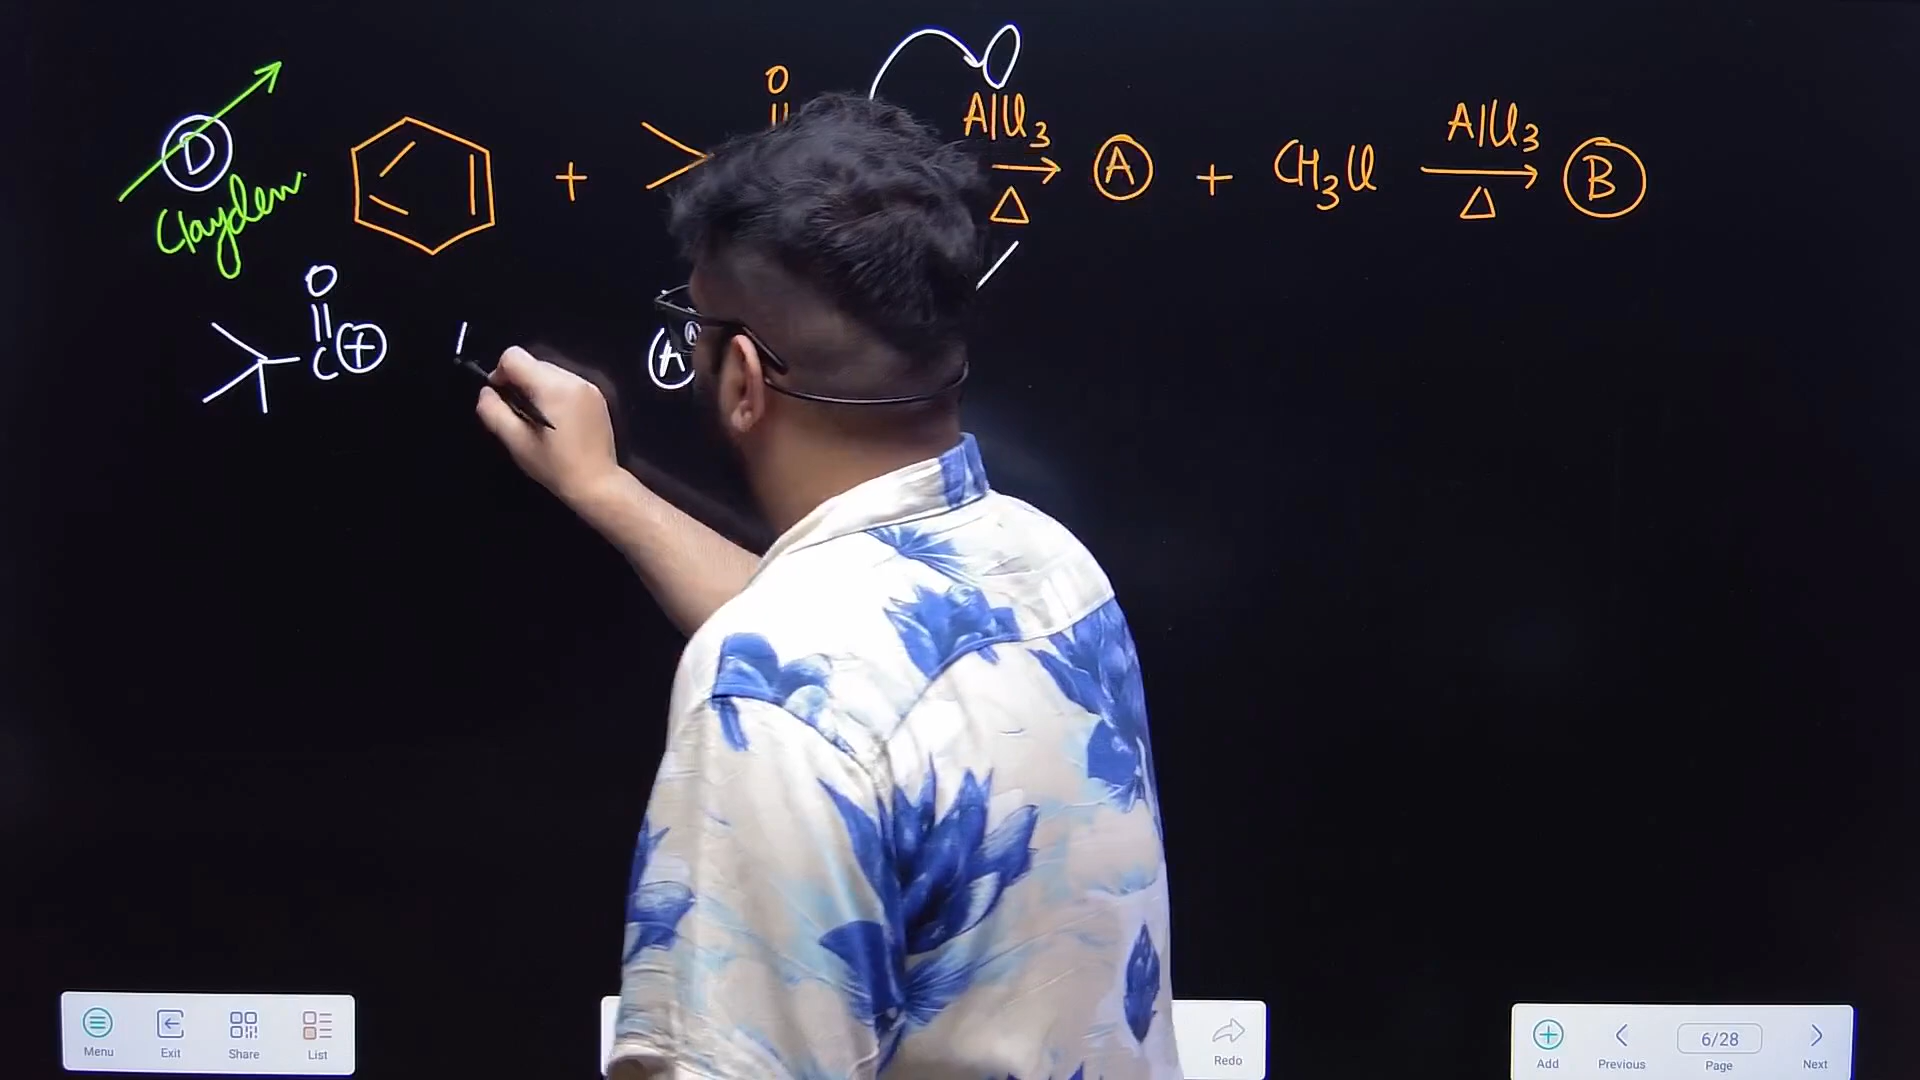 D
Clayden
+ O AlCl3 Δ A + CH3Cl AlCl3 Δ B
O
C +
A
Menu Exit Share List
Redo
Add Previous 6/28 Page Next